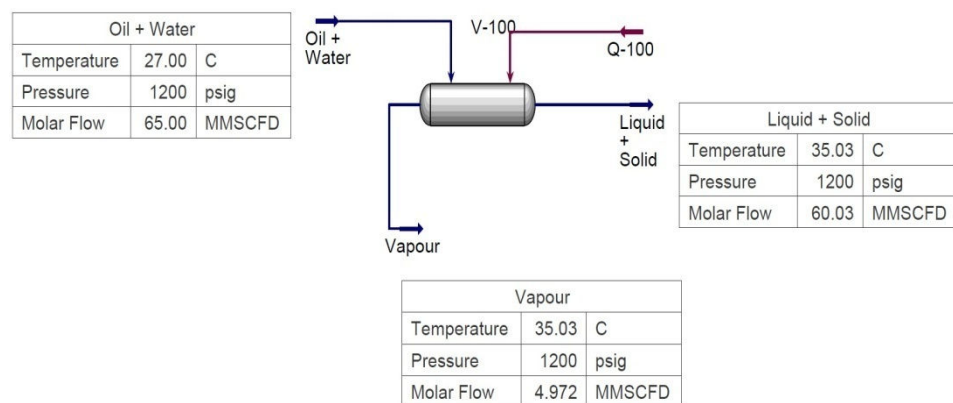 Oil + Water
Temperature 27.00 C
Pressure 1200 psig
Molar Flow 65.00 MMSCFD
Oil +
Water
V-100
Q-100
Liquid
+
Solid
Vapour
Liquid + Solid
Temperature 35.03 C
Pressure 1200 psig
Molar Flow 60.03 MMSCFD
Vapour
Temperature 35.03 C
Pressure 1200 psig
Molar Flow 4.972 MMSCFD